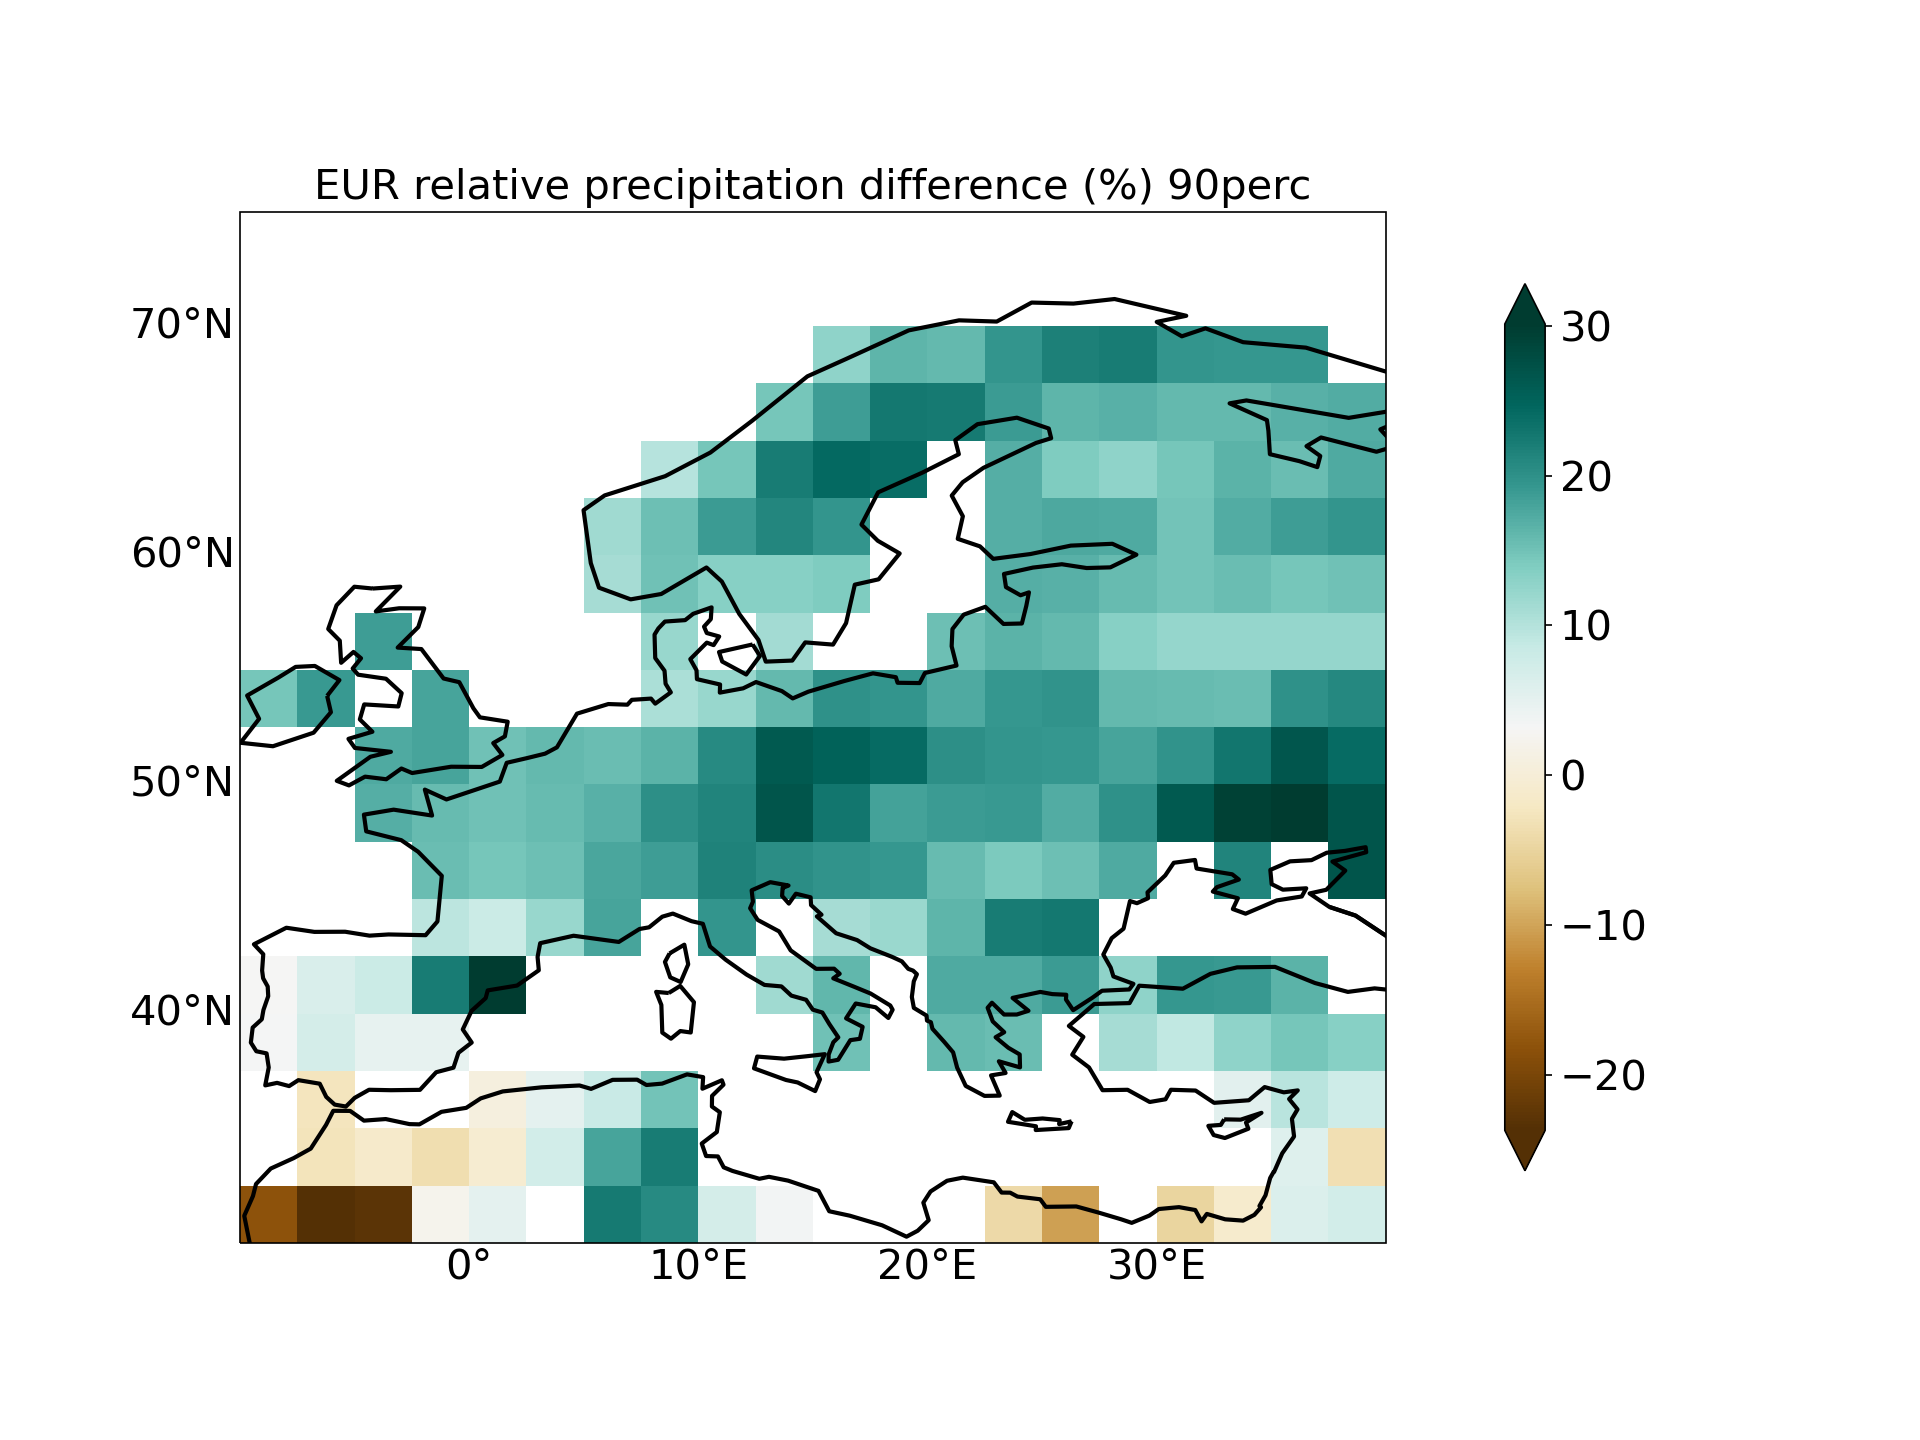 EUR relative precipitation difference (%) 90perc
70°N
60°N
50°N
40°N
0°
10°E
20°E
30°E
30
20
10
0
−10
−20